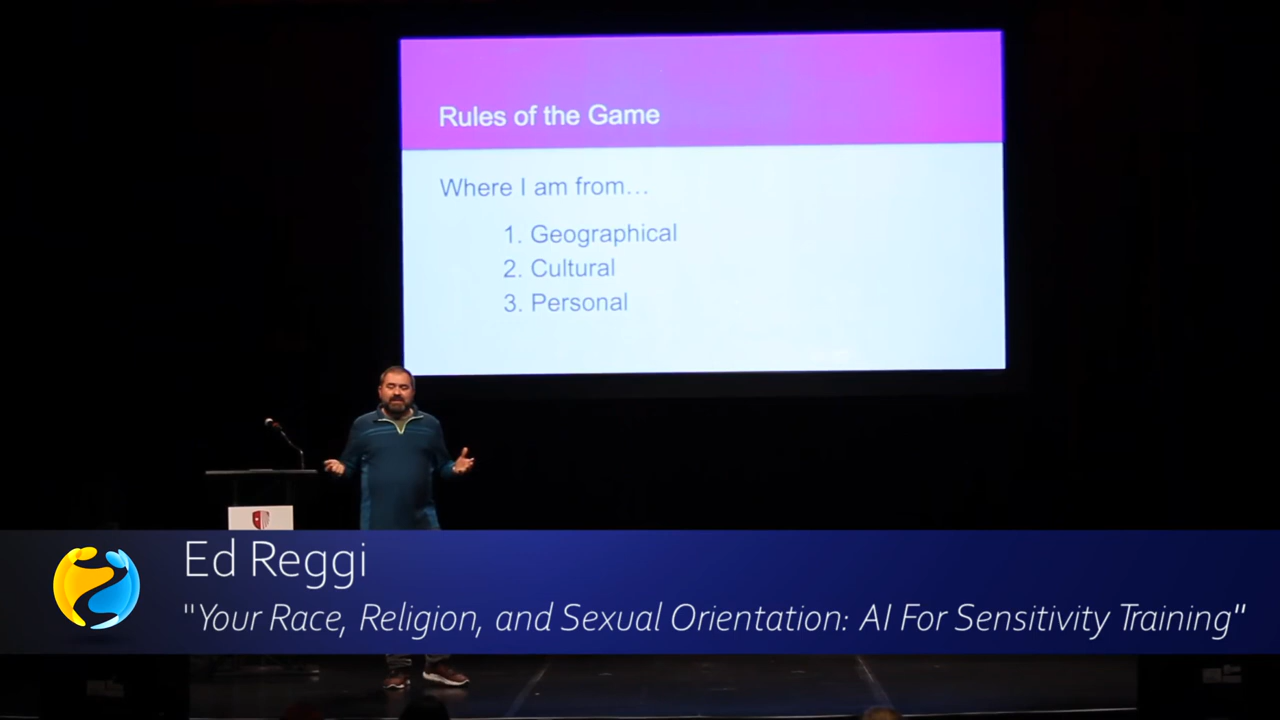 Rules of the Game
Where I am from…
1. Geographical
2. Cultural
3. Personal
Ed Reggi
"Your Race, Religion, and Sexual Orientation: AI For Sensitivity Training"